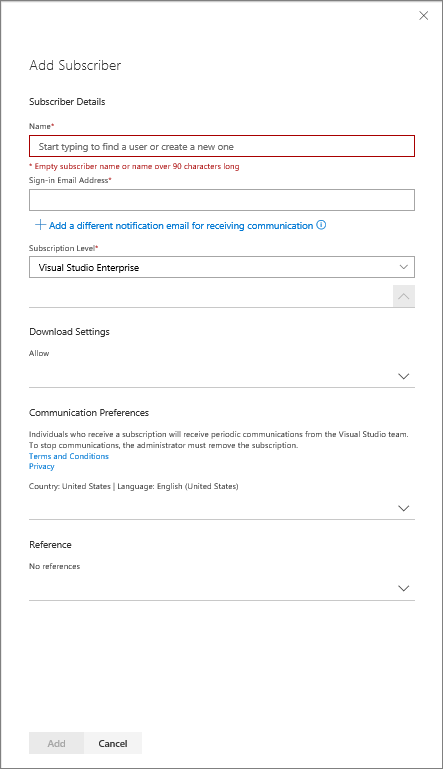 Add Subscriber
Subscriber Details
Name*
Start typing to find a user or create a new one
* Empty subscriber name or name over 90 characters long
Sign-in Email Address*
Add a different notification email for receiving communication
Subscription Level*
Visual Studio Enterprise
Download Settings
Allow
Communication Preferences
Individuals who receive a subscription will receive periodic communications from the Visual Studio team.
To stop communications, the administrator must remove the subscription.
Terms and Conditions
Privacy
Country: United States | Language: English (United States)
Reference
No references
Add Cancel